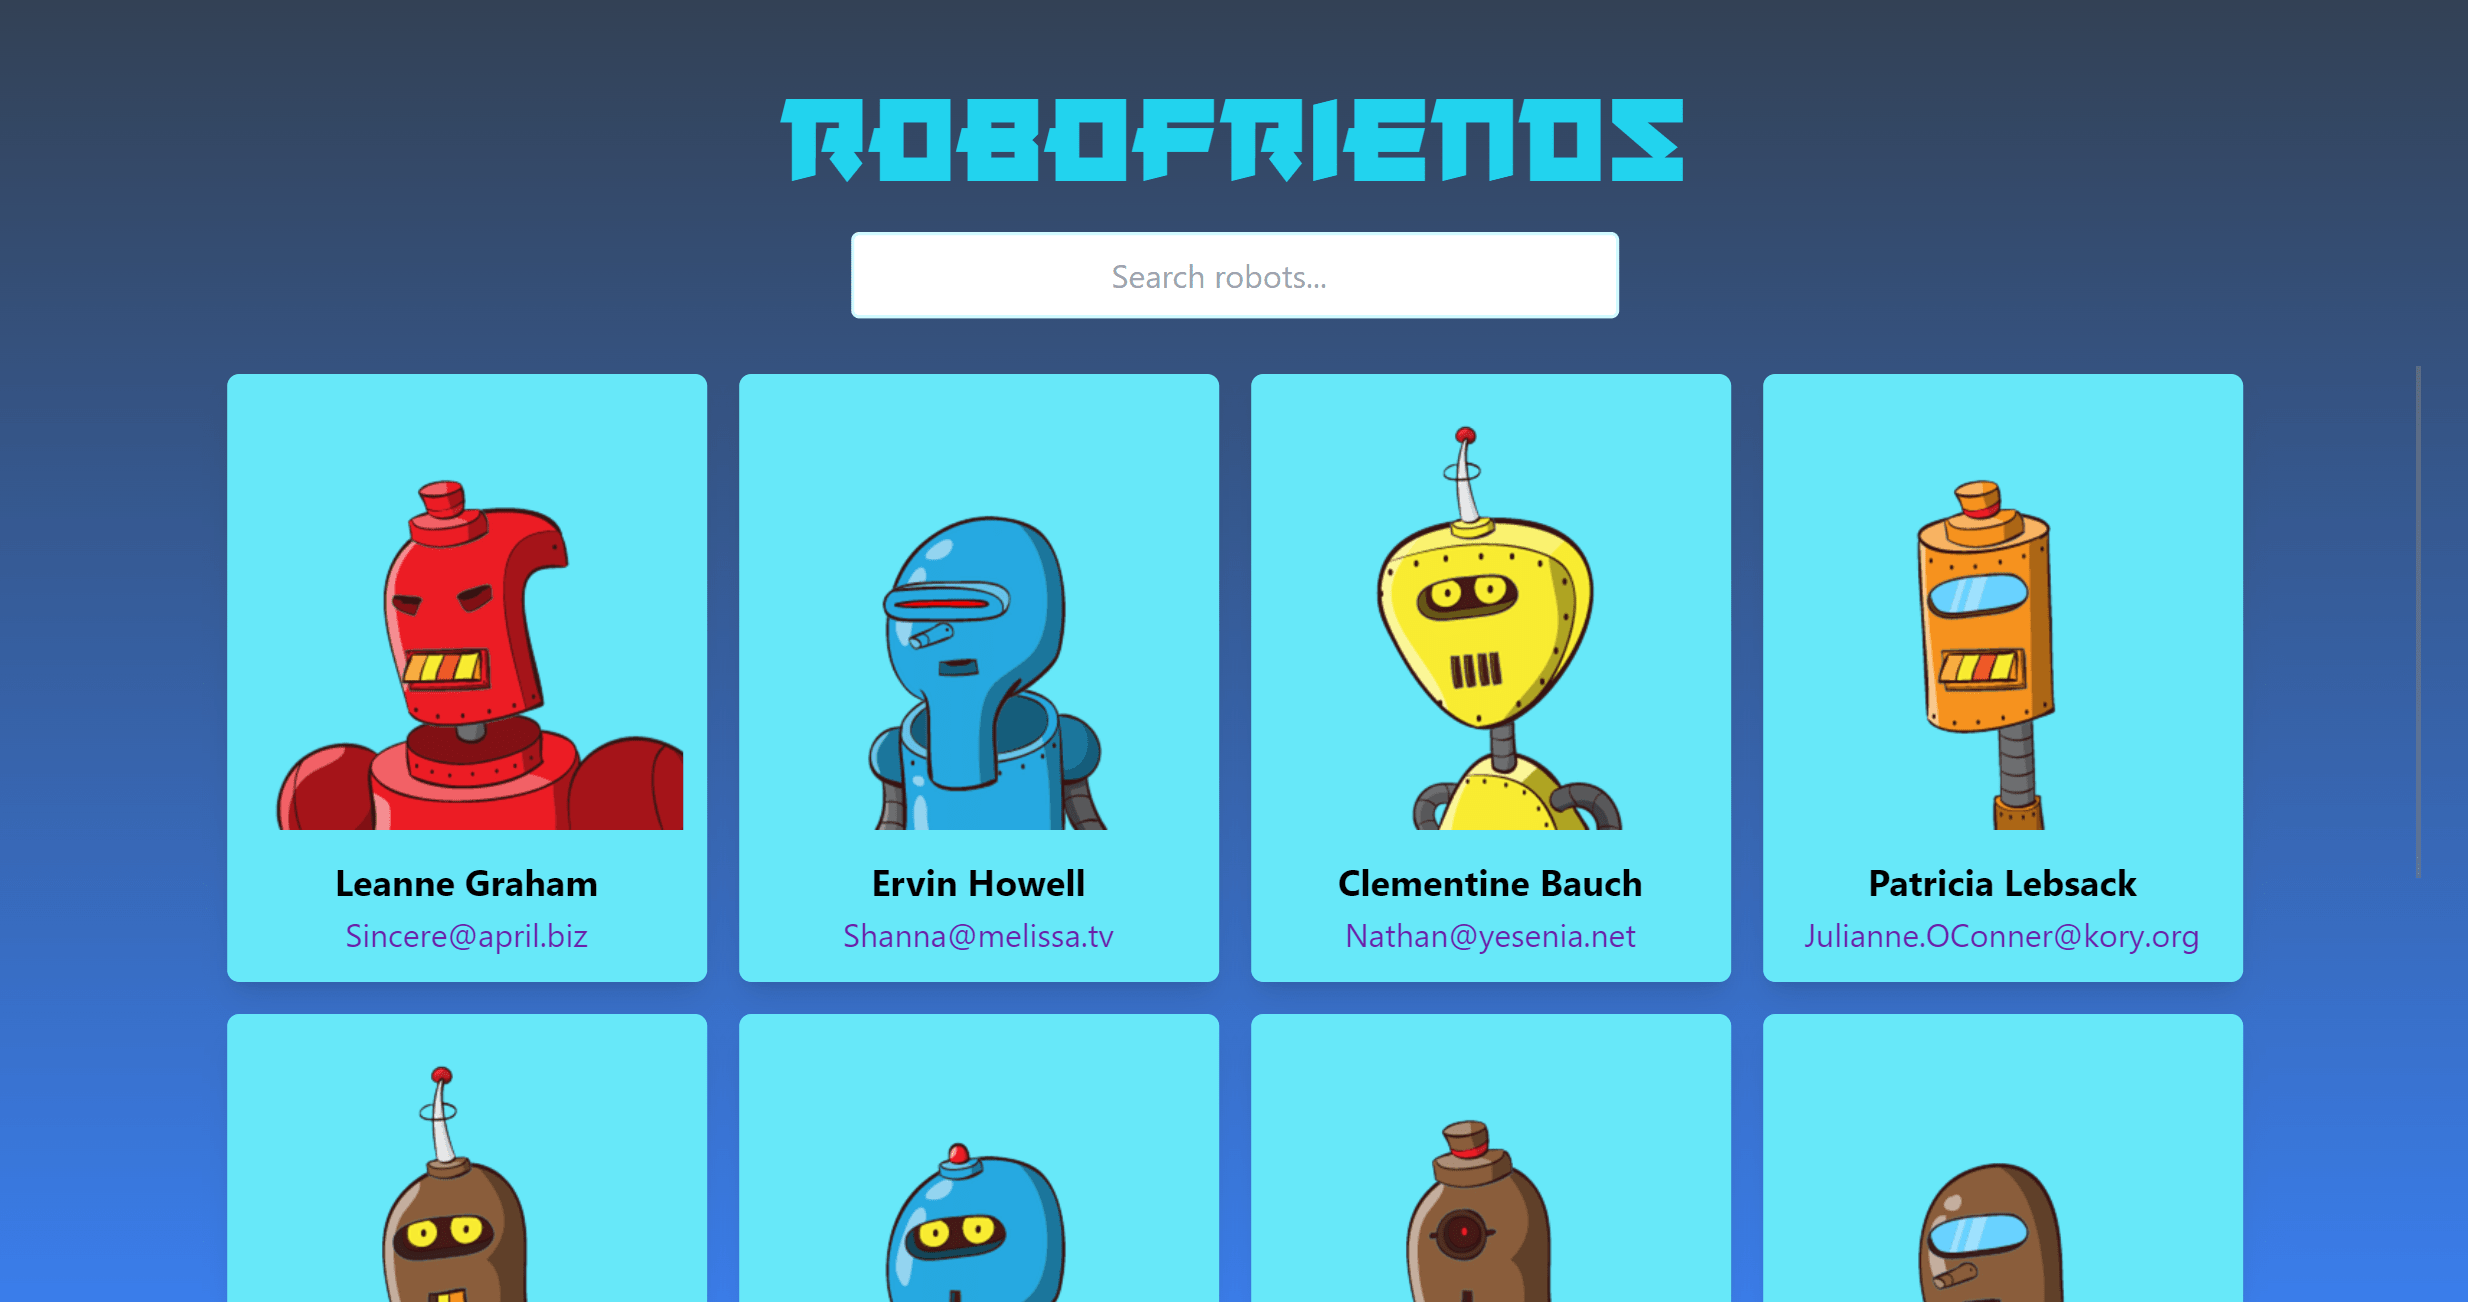 ROBOFRIENDS
Search robots...
Leanne Graham
Sincere@april.biz
Ervin Howell
Shanna@melissa.tv
Clementine Bauch
Nathan@yesenia.net
Patricia Lebsack
Julianne.OConner@kory.org